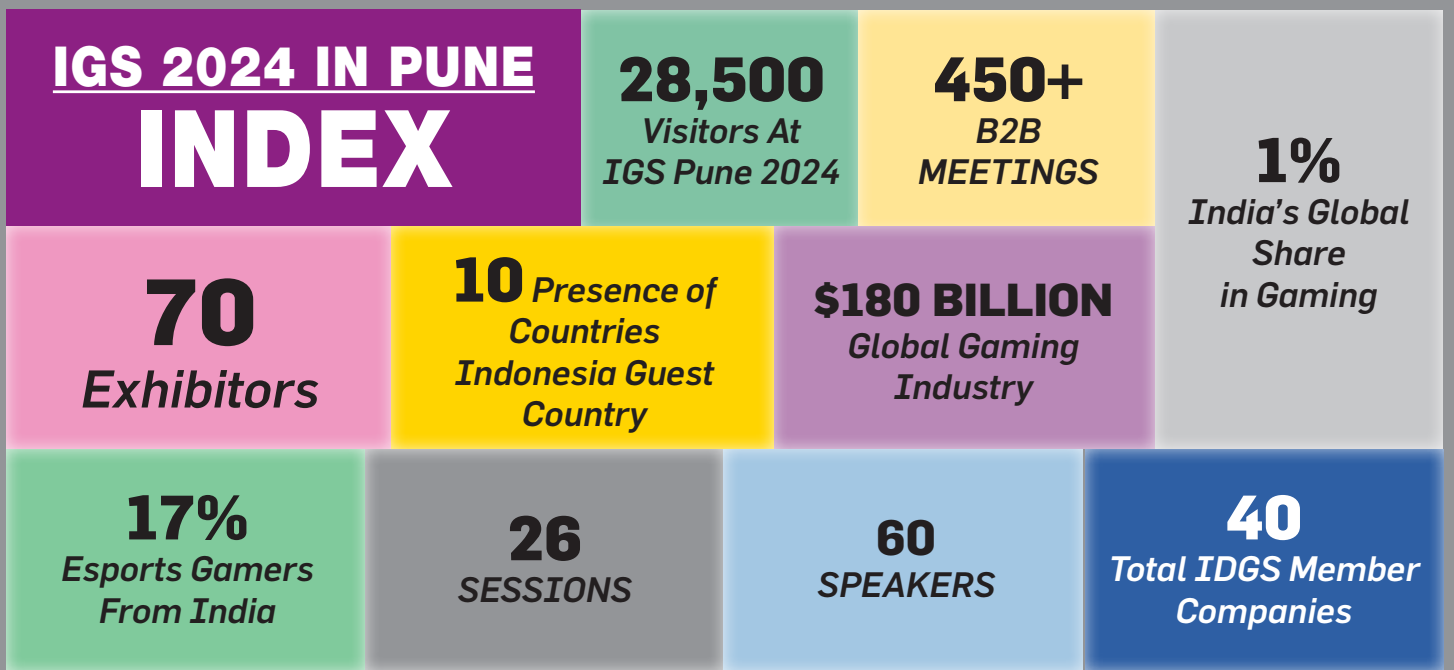 IGS 2024 IN PUNE
INDEX
28,500
Visitors At
IGS Pune 2024
450+
B2B
MEETINGS
1%
India's Global
Share
in Gaming
70
Exhibitors
10 Presence of
Countries
Indonesia Guest
Country
$180 BILLION
Global Gaming
Industry
17%
Esports Gamers
From India
26
SESSIONS
60
SPEAKERS
40
Total IDGS Member
Companies